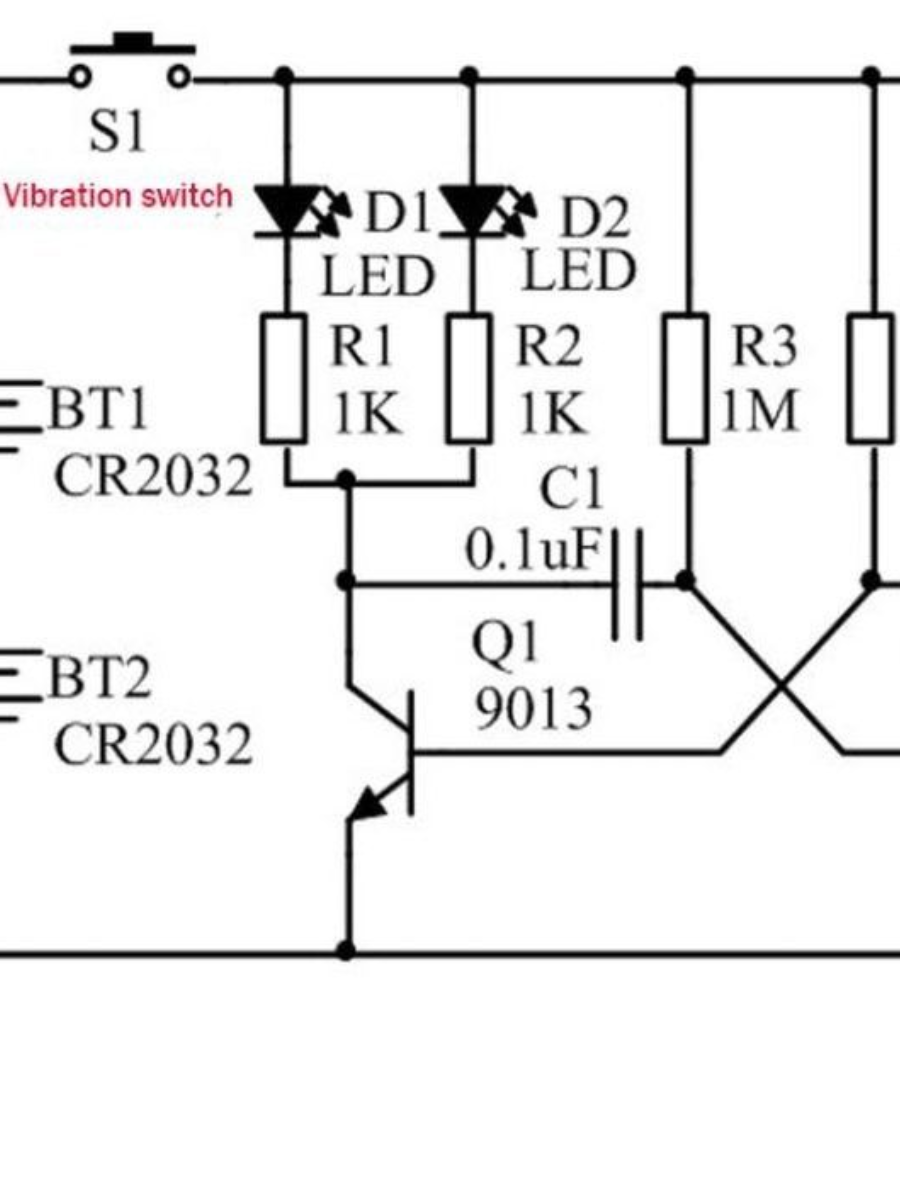 S1
Vibration switch
D1
LED
D2
LED
R1
1K
R2
1K
R3
1M
BT1
CR2032
C1
0.1uF
Q1
9013
BT2
CR2032